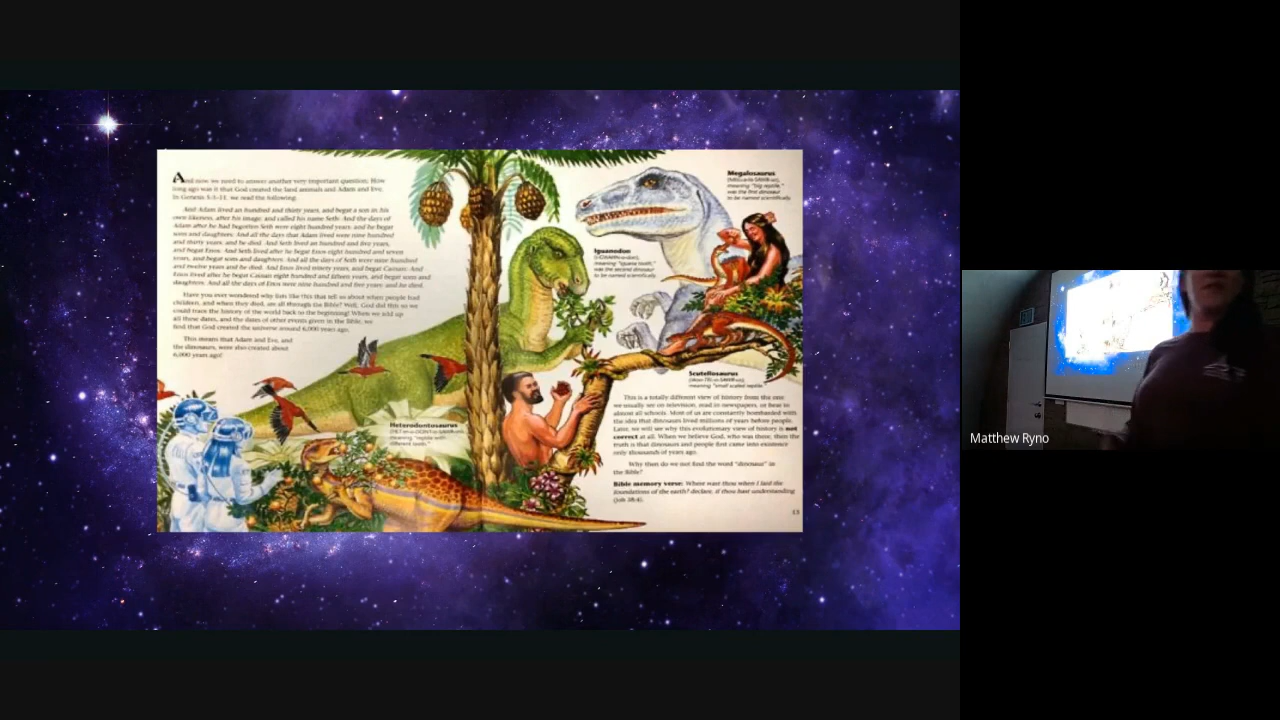 And now we need to answer another very important question; How
long ago was it that God created the land animals and Adam and Eve.
In Genesis 5:3-11, we read the following:
And Adam lived an hundred and thirty years, and begat a son in his
own likeness, after his image; and called his name Seth: And the days of
Adam after he had begotten Seth were eight hundred years: and he begat
sons and daughters: And all the days that Adam lived were nine hundred
and thirty years: and he died. And Seth lived an hundred and five years,
and begat Enos: And Seth lived after he begat Enos eight hundred and seven
years, and begat sons and daughters: And all the days of Seth were nine hundred
and twelve years: and he died. And Enos lived ninety years, and begat Cainan: And
Enos lived after he begat Cainan eight hundred and fifteen years, and begat sons and
daughters: And all the days of Enos were nine hundred and five years: and he died.
Have you ever wondered why lists like this that tell us about when people had
children, and when they died, are all through the Bible? Well, God did this so we
could trace the history of the world back to the beginning! When we add up
all these dates, and the dates of other events given in the Bible, we
find that God created the universe around 6,000 years ago.
This means that Adam and Eve, and
the dinosaurs, were also created about
6,000 years ago!
Heterodontosaurus
meaning "reptile with
different teeth."
Megalosaurus
meaning "big reptile,"
was the first dinosaur
to be named scientifically.
Iguanodon
meaning "iguana tooth,"
was the second dinosaur
to be named scientifically.
Scutellosaurus
meaning "small scaled reptile."
This is a totally different view of history from the one
we usually see on television, read in newspapers, or hear in
almost all schools. Most of us are constantly bombarded with
the idea that dinosaurs lived millions of years before people.
Later, we will see why this evolutionary view of history is not
correct at all. When we believe God, who was there, then the
truth is that dinosaurs and people first came into existence
only thousands of years ago.
Why then do we not find the word "dinosaur" in
the Bible?
Bible memory verse: Where wast thou when I laid the
foundations of the earth? declare, if thou hast understanding
(Job 38:4).
13
Matthew Ryno